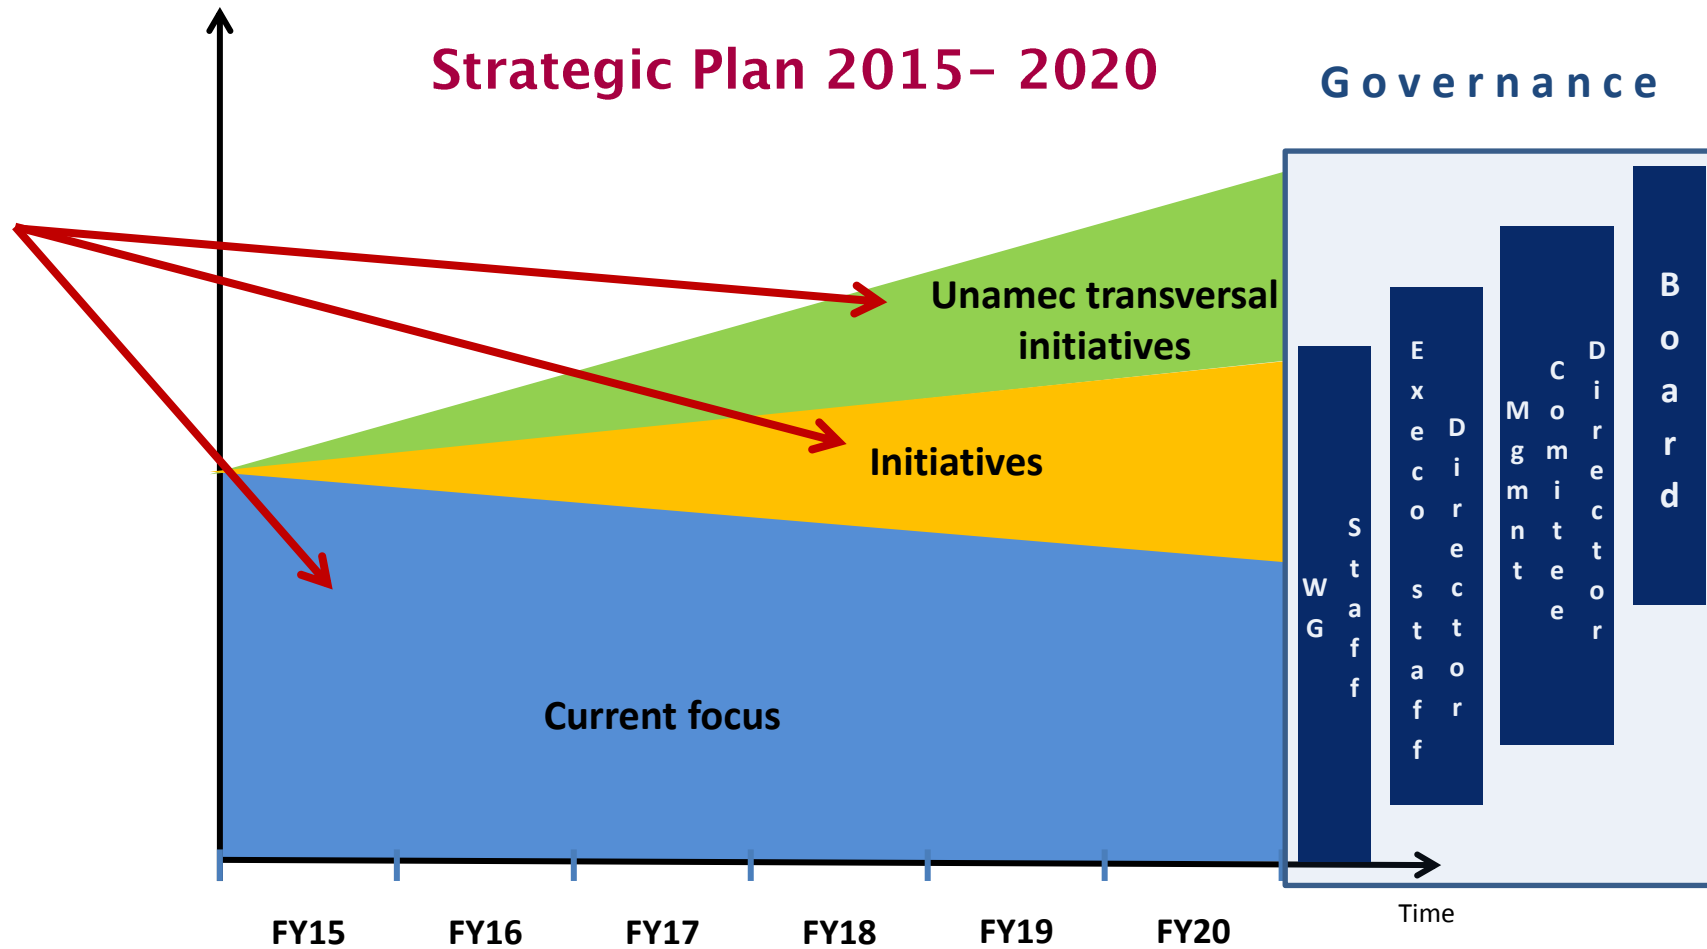 Strategic Plan 2015– 2020
Governance
Unamec transversal
initiatives
Initiatives
Current focus
WG
Staff
Execo staff
Director
Mgmnt
Comitee
Director
Board
FY15
FY16
FY17
FY18
FY19
FY20
Time